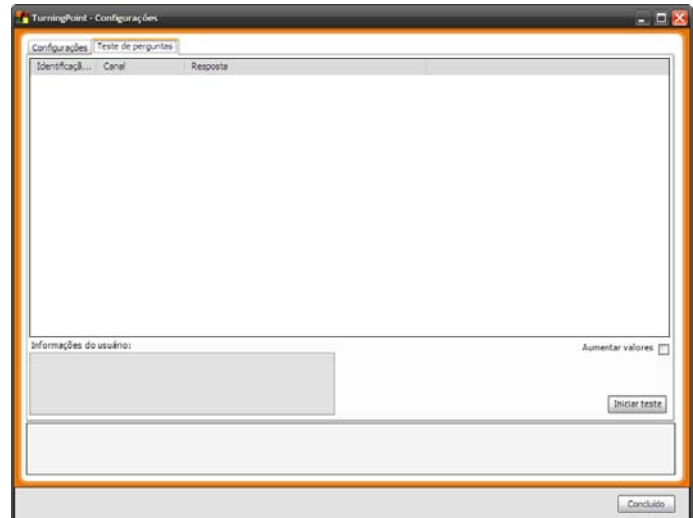 TurningPoint - Configurações
Configurações Teste de perguntas
Identificaçã... Canal Resposta
Informações do usuário:
Aumentar valores
Iniciar teste
Concluído